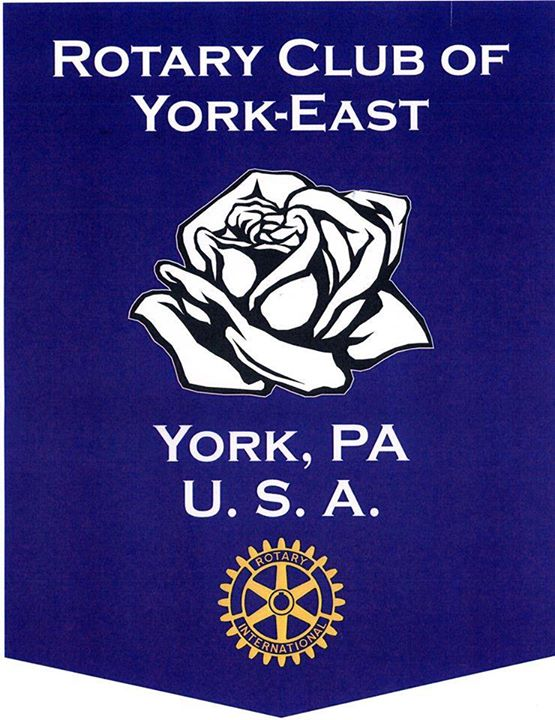 ROTARY CLUB OF
YORK-EAST
YORK, PA
U. S. A.
ROTARY
INTERNATIONAL